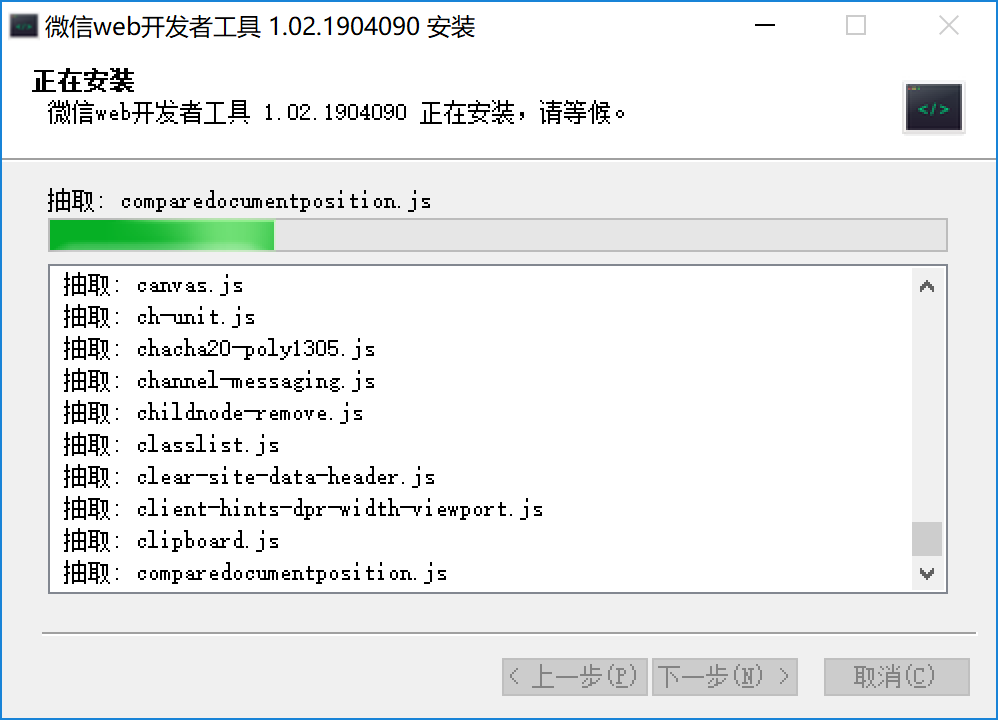 微信web开发者工具 1.02.1904090 安装
正在安装
微信web开发者工具 1.02.1904090 正在安装，请等候。
</>
抽取: comparedocumentposition.js
抽取: canvas.js
抽取: ch-unit.js
抽取: chacha20-poly1305.js
抽取: channel-messaging.js
抽取: childnode-remove.js
抽取: classlist.js
抽取: clear-site-data-header.js
抽取: client-hints-dpr-width-viewport.js
抽取: clipboard.js
抽取: comparedocumentposition.js
< 上一步(P) 下一步(N) > 取消(C)